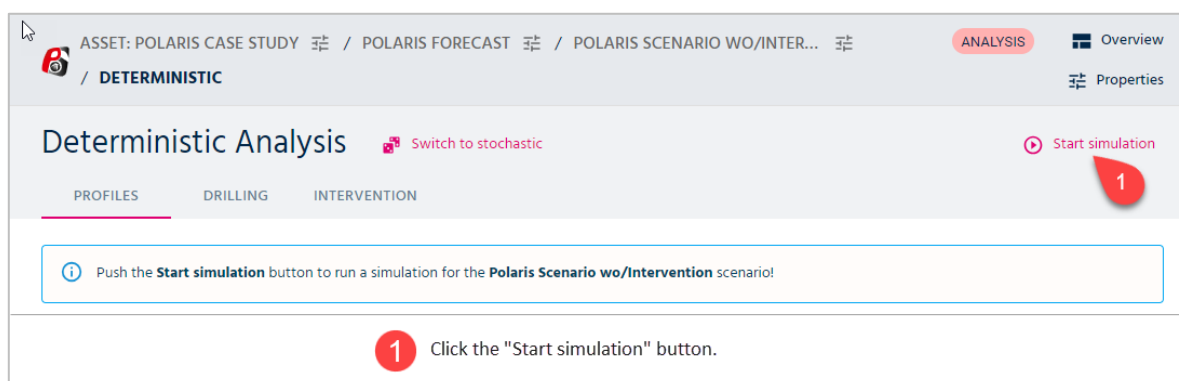 ASSET: POLARIS CASE STUDY / POLARIS FORECAST / POLARIS SCENARIO WO/INTER... ANALYSIS Overview
/ DETERMINISTIC Properties
Deterministic Analysis Switch to stochastic Start simulation
1
PROFILES DRILLING INTERVENTION
Push the Start simulation button to run a simulation for the Polaris Scenario wo/Intervention scenario!
1 Click the "Start simulation" button.